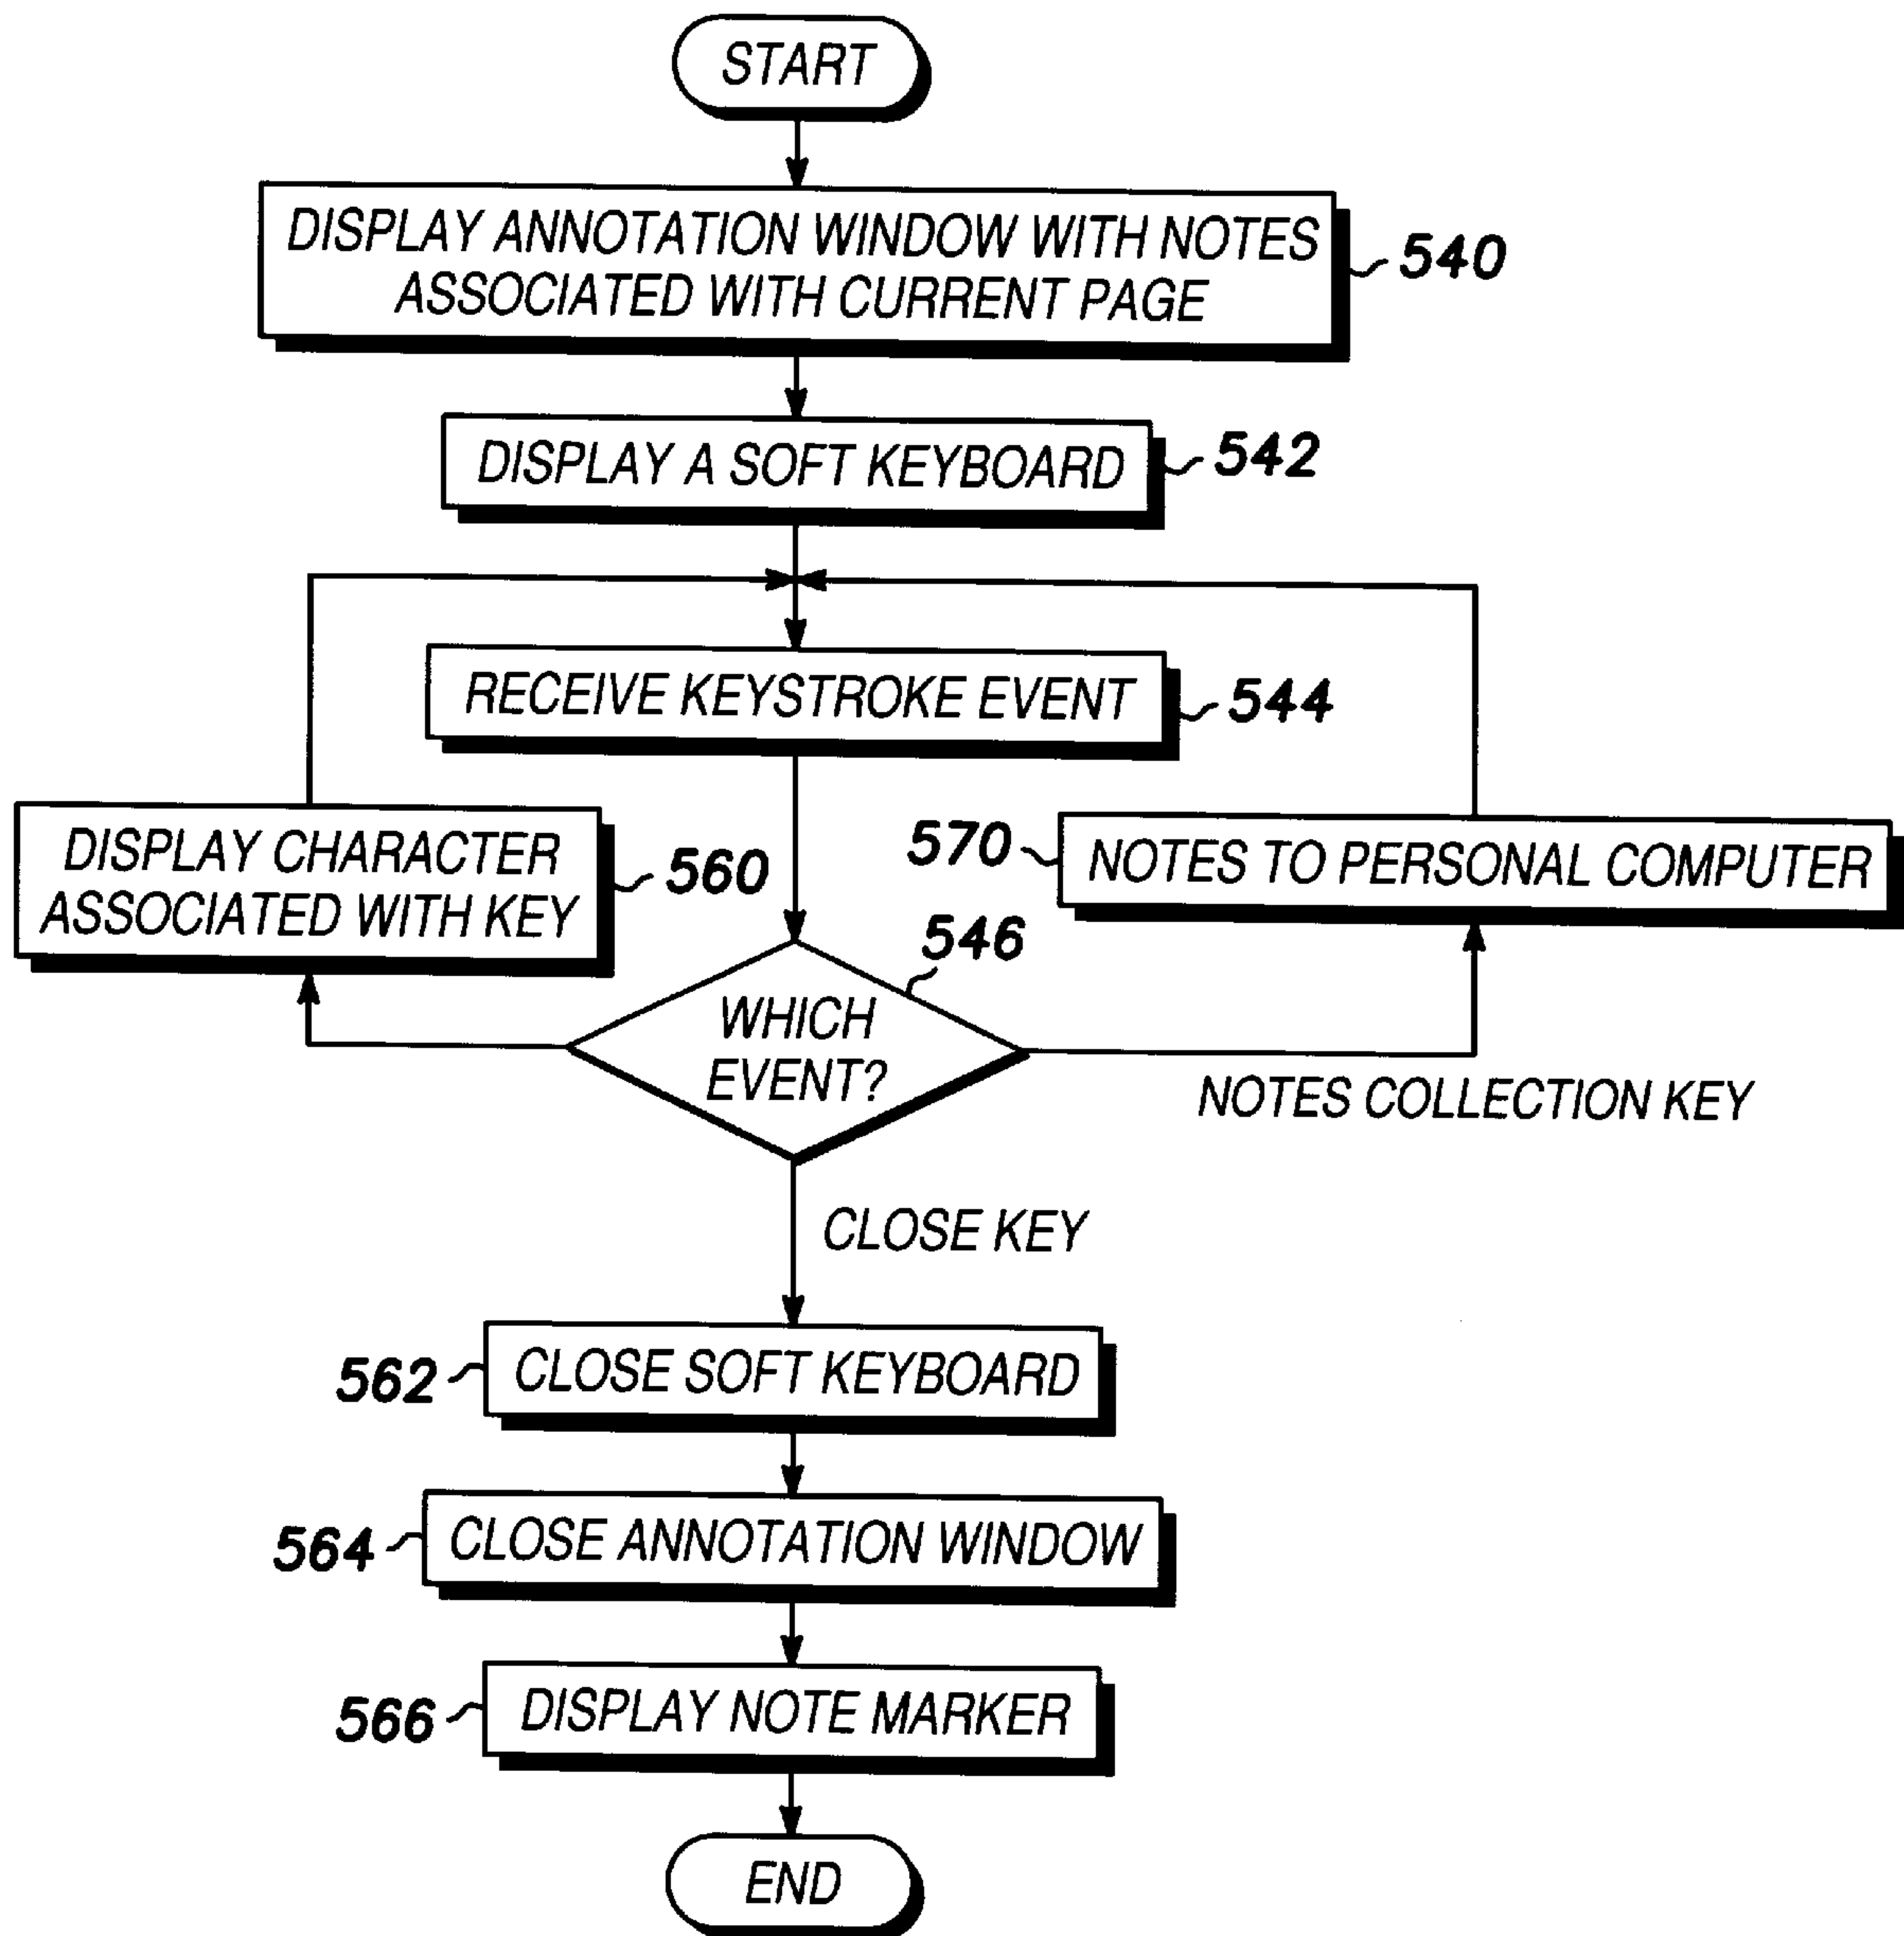 START
DISPLAY ANNOTATION WINDOW WITH NOTES
ASSOCIATED WITH CURRENT PAGE
540
DISPLAY A SOFT KEYBOARD
542
RECEIVE KEYSTROKE EVENT
544
DISPLAY CHARACTER
ASSOCIATED WITH KEY
560
570
NOTES TO PERSONAL COMPUTER
546
WHICH
EVENT?
NOTES COLLECTION KEY
CLOSE KEY
562
CLOSE SOFT KEYBOARD
564
CLOSE ANNOTATION WINDOW
566
DISPLAY NOTE MARKER
END